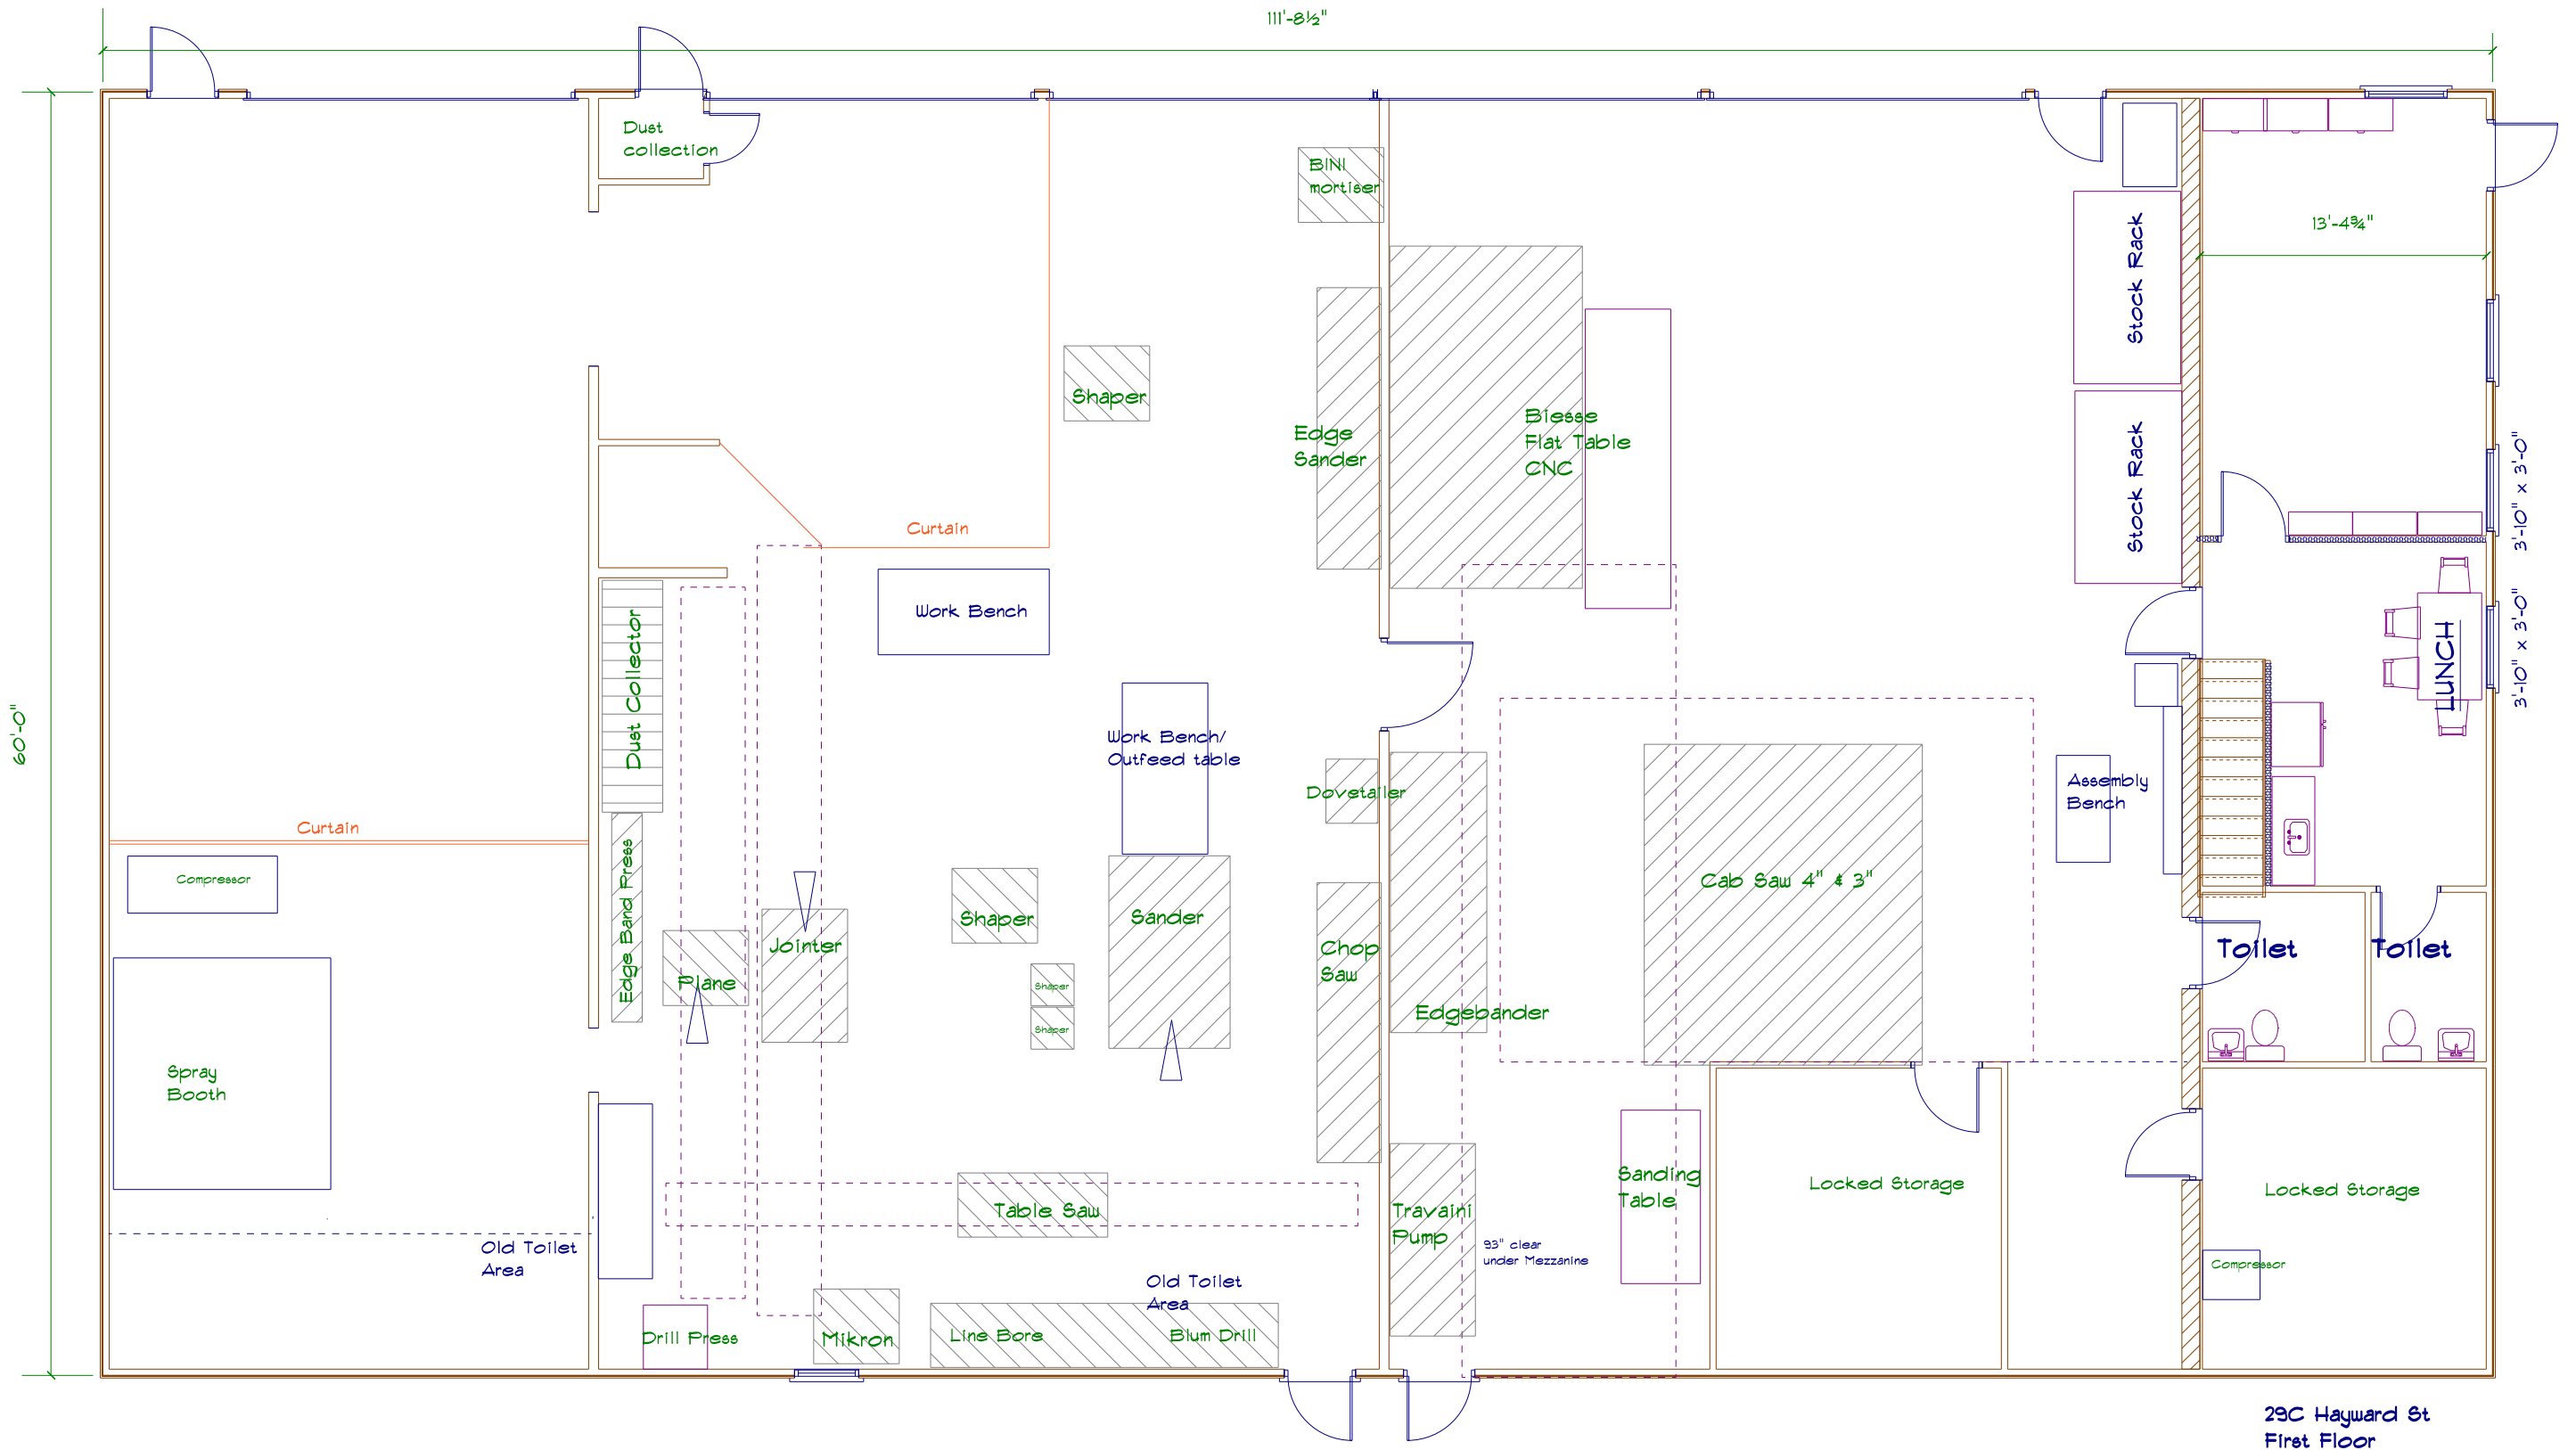 111'-8½"
Dust
collection
BINI
mortiser
13'-4¾"
Stock Rack
Shaper
Edge
Sander
Biesse
Flat Table
CNC
Stock Rack
3'-10" x 3'-0"
Curtain
Work Bench
LUNCH
3'-10" x 3'-0"
60'-0"
Dust Collector
Work Bench/
Outfeed table
Dovetailer
Assembly
Bench
Curtain
Compressor
Edge Band Press
Cab Saw 4" & 3"
Shaper
Sander
Jointer
Plane
Chop
Saw
Toilet
Toilet
Shaper
Edgebander
Shaper
Spray
Booth
Sanding
Table
Locked Storage
Locked Storage
Table Saw
Travaini
Pump
93" clear
under Mezzanine
Old Toilet
Area
Compressor
Old Toilet
Area
Drill Press
Mikron
Line Bore
Blum Drill
29C Hayward St
First Floor